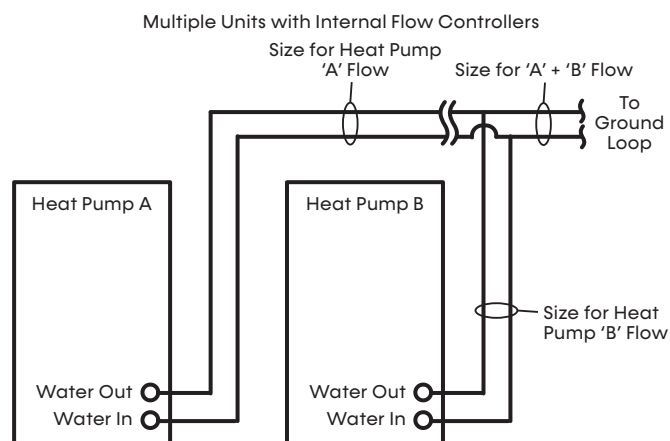 Multiple Units with Internal Flow Controllers
Size for Heat Pump
‘A’ Flow
Size for ‘A’ + ‘B’ Flow
To
Ground
Loop
Heat Pump A
Heat Pump B
Size for Heat
Pump ‘B’ Flow
Water Out
Water In
Water Out
Water In